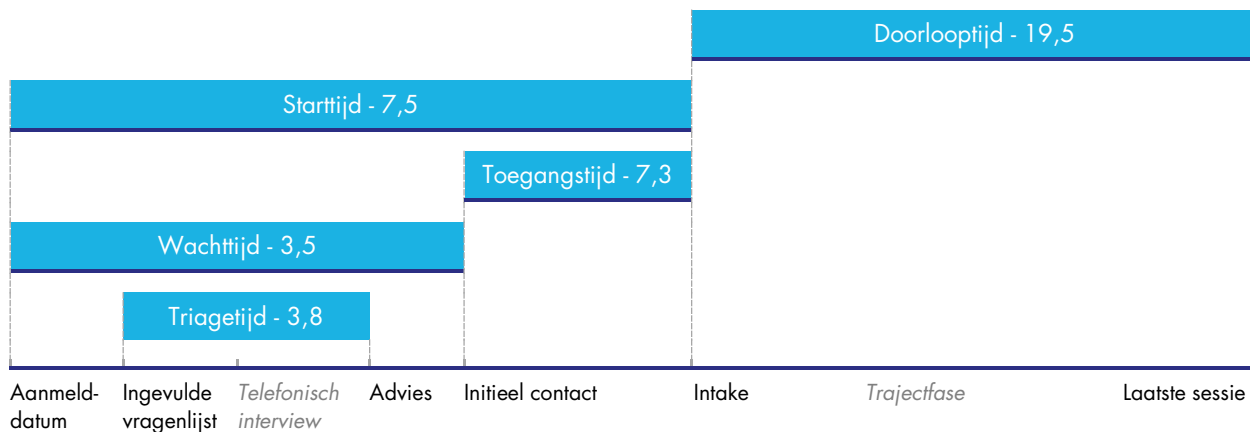 Doorlooptijd - 19,5
Starttijd - 7,5
Toegangstijd - 7,3
Wachttijd - 3,5
Triagetijd - 3,8
Aanmeld-
datum
Ingevulde
vragenlijst
Telefonisch
interview
Advies
Initieel contact
Intake
Trajectfase
Laatste sessie